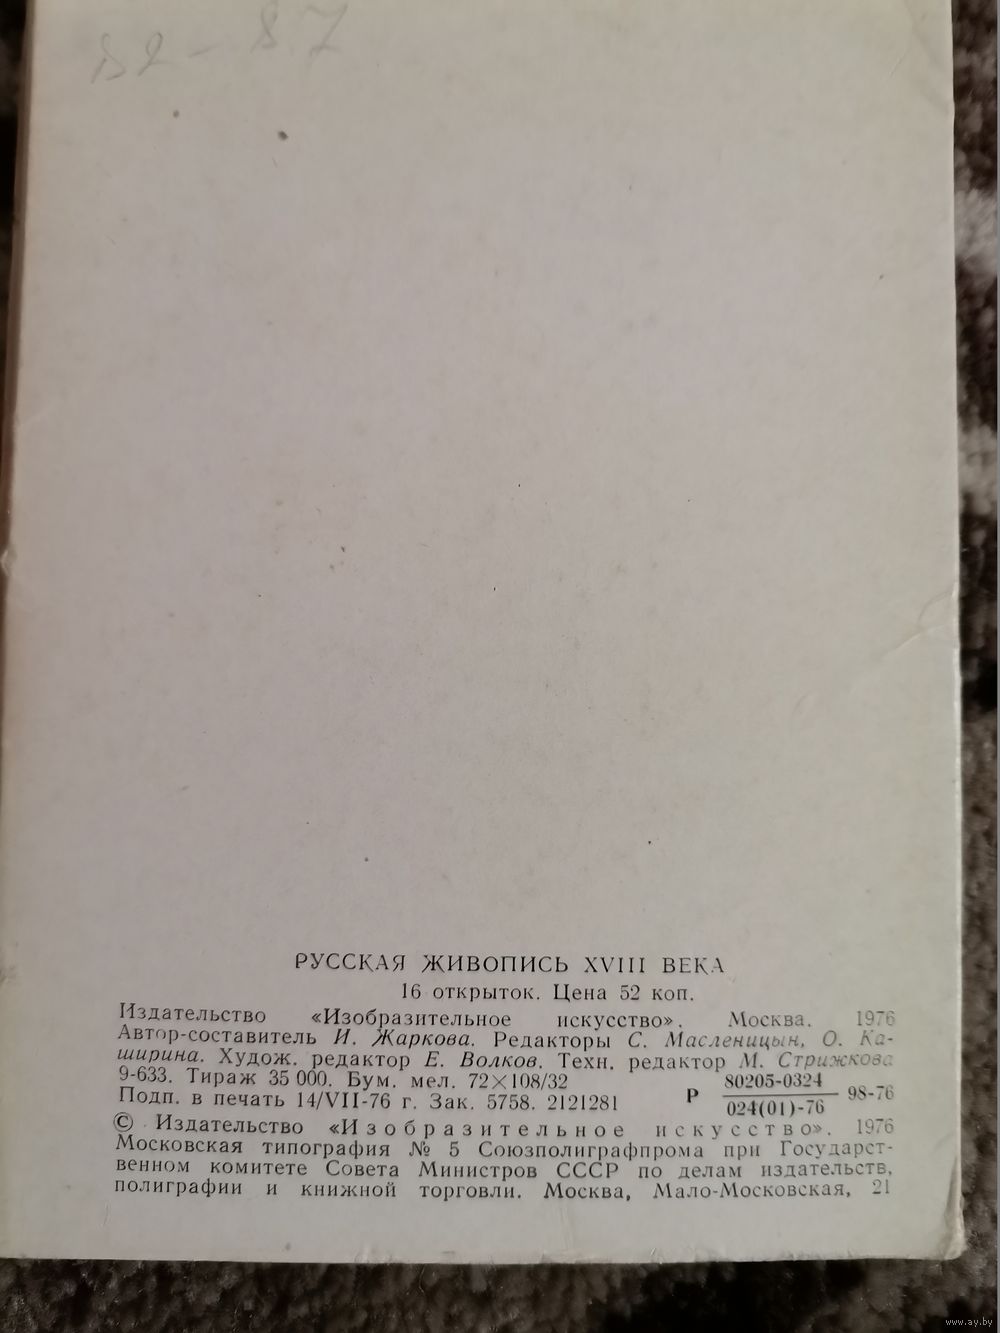 82-87
РУССКАЯ ЖИВОПИСЬ XVIII ВЕКА
16 открыток. Цена 52 коп.
Издательство «Изобразительное искусство». Москва. 1976
Автор-составитель И. Жаркова. Редакторы С. Масленицын, О. Ка-
ширина. Худож. редактор Е. Волков. Техн. редактор М. Стрижкова
9-633. Тираж 35 000. Бум. мел. 72×108/32
Подп. в печать 14/VII-76 г. Зак. 5758. 2121281
Р 80205-0324 / 024(01)-76 98-76
© Издательство «Изобразительное искусство». 1976
Московская типография № 5 Союзполиграфпрома при Государст-
венном комитете Совета Министров СССР по делам издательств,
полиграфии и книжной торговли. Москва, Мало-Московская, 21
www.ay.by